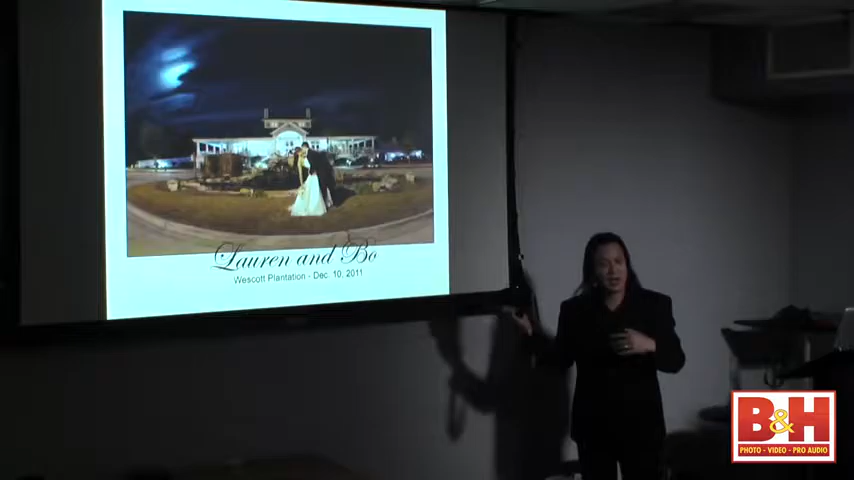 Lauren and Bo
Wescott Plantation - Dec. 10, 2011
B&H
PHOTO - VIDEO - PRO AUDIO